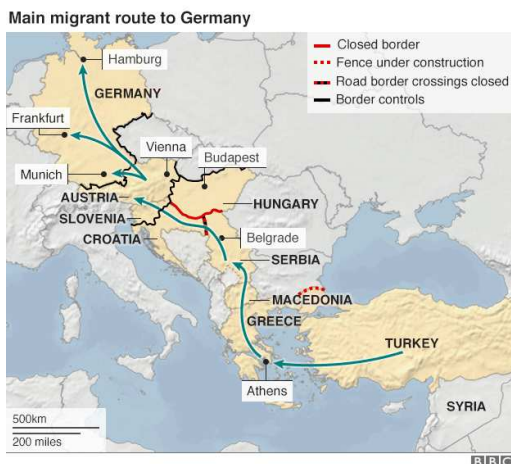 Main migrant route to Germany
Closed border
Fence under construction
Road border crossings closed
Border controls
Hamburg
GERMANY
Frankfurt
Vienna
Budapest
Munich
AUSTRIA
HUNGARY
SLOVENIA
CROATIA
Belgrade
SERBIA
MACEDONIA
GREECE
TURKEY
Athens
SYRIA
500km
200 miles
BBC